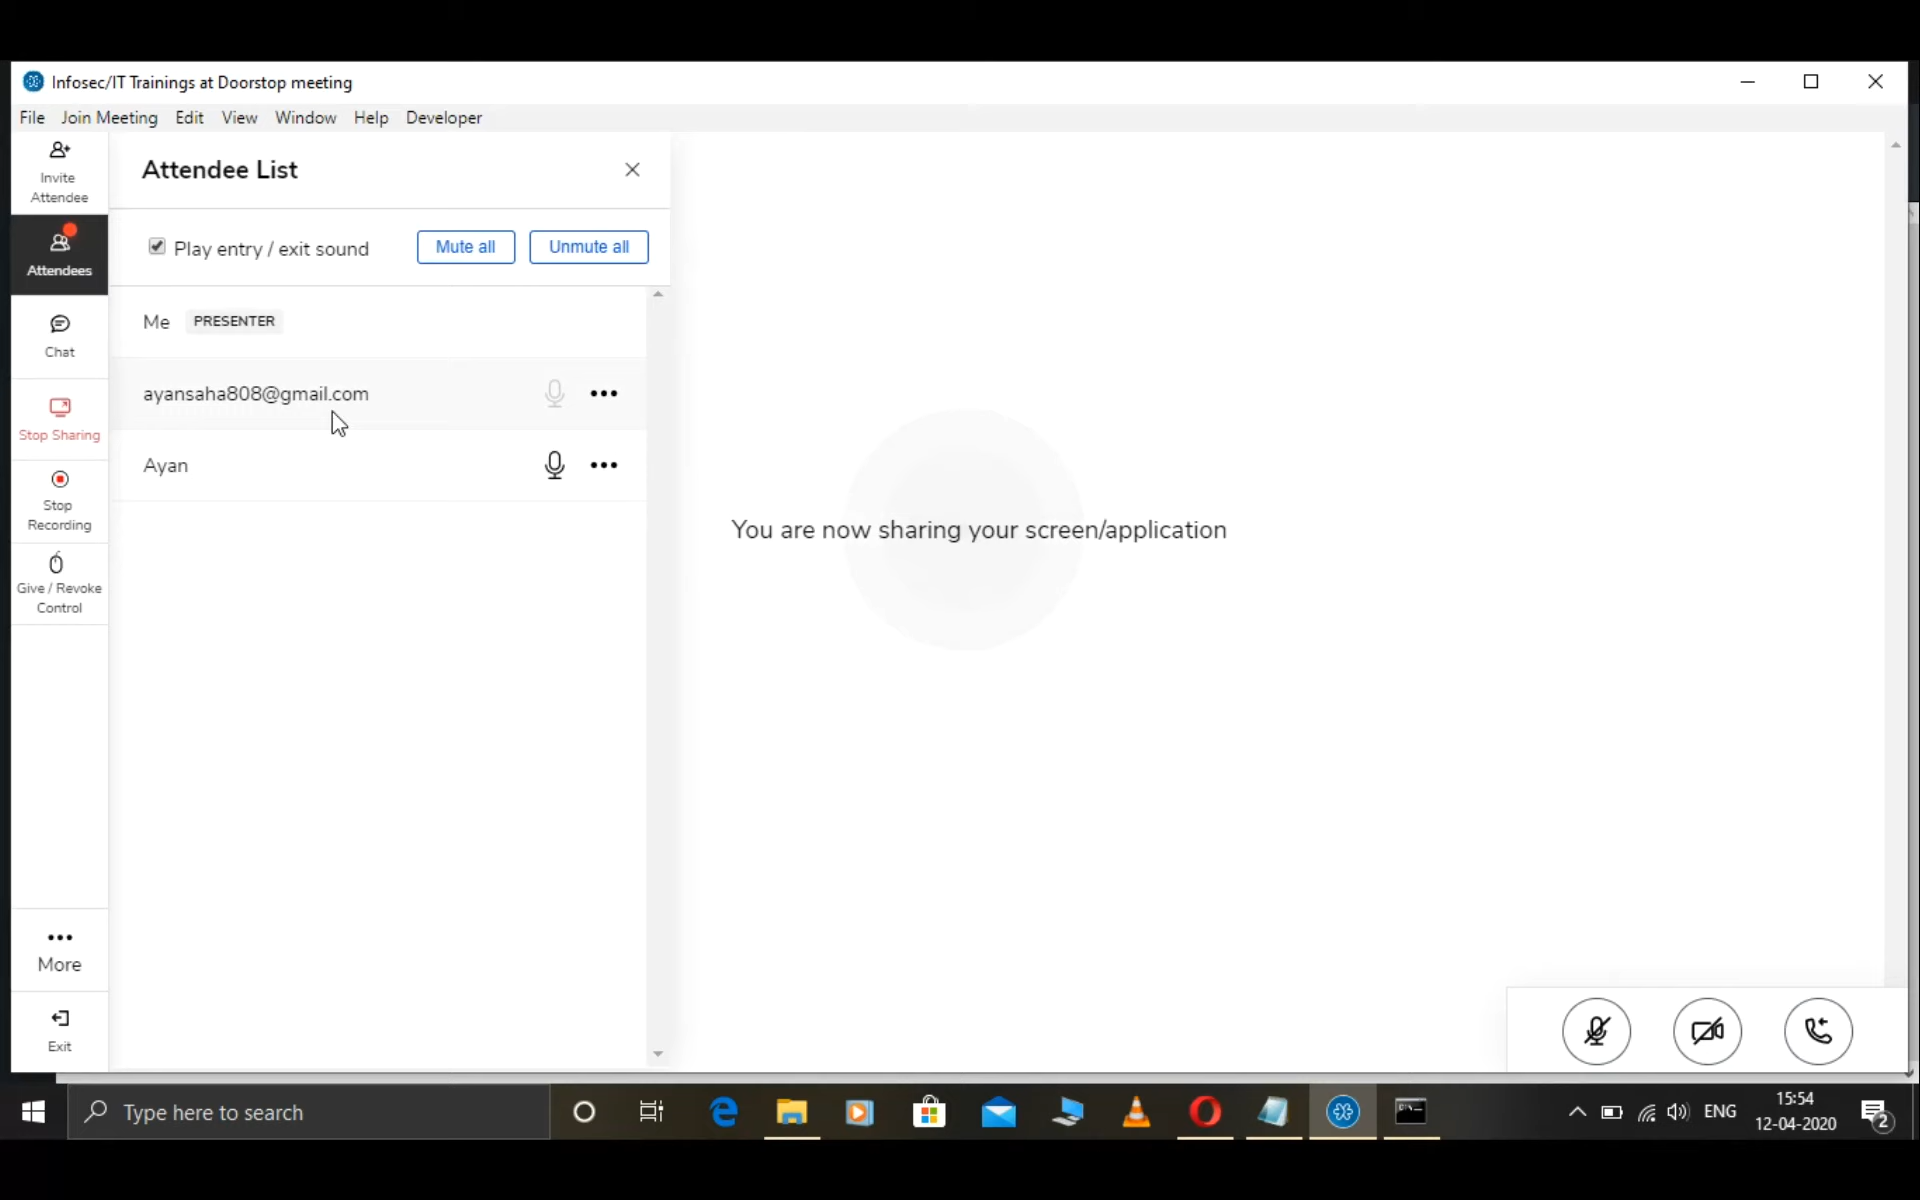 Infosec/IT Trainings at Doorstop meeting
File Join Meeting Edit View Window Help Developer
Invite
Attendee
Attendees
Chat
Stop Sharing
Stop
Recording
Give / Revoke
Control
More
Exit
Attendee List
Play entry / exit sound Mute all Unmute all
Me PRESENTER
ayansaha808@gmail.com
Ayan
You are now sharing your screen/application
Type here to search
ENG
15:54
12-04-2020
2